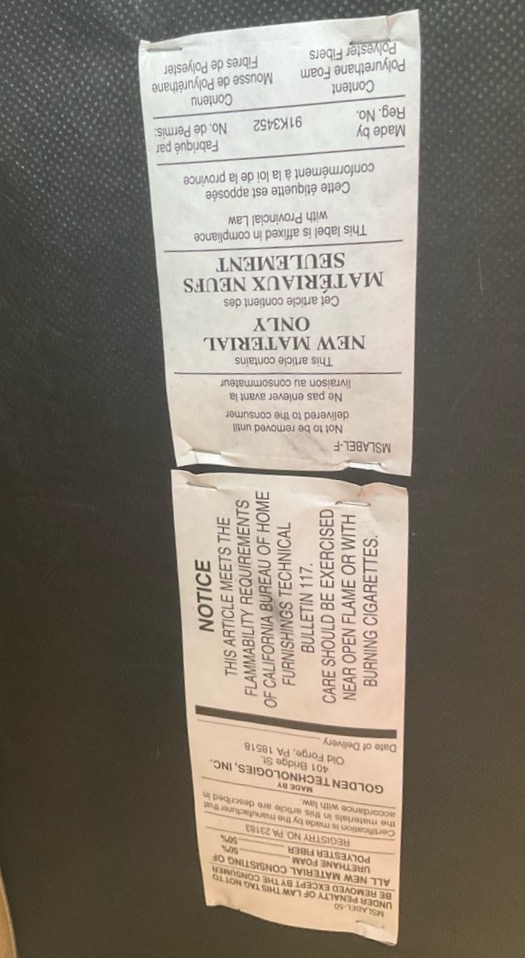 MSLABEL-F
Not to be removed until
delivered to the consumer
Ne pas enlever avant la
livraison au consommateur
This article contains
NEW MATERIAL
ONLY
Cet article contient des
MATÉRIAUX NEUFS
SEULEMENT
This label is affixed in compliance
with Provincial Law
Cette étiquette est apposée
conformément à la loi de la province
Made by Fabriqué par
Reg. No. 91K3452 No. de Permis:
Content Contenu
Polyurethane Foam Mousse de Polyuréthane
Polyester Fibers Fibres de Polyester
NOTICE
THIS ARTICLE MEETS THE
FLAMMABILITY REQUIREMENTS
OF CALIFORNIA BUREAU OF HOME
FURNISHINGS TECHNICAL
BULLETIN 117.
CARE SHOULD BE EXERCISED
NEAR OPEN FLAME OR WITH
BURNING CIGARETTES.
MSLABEL-50
UNDER PENALTY OF LAW THIS TAG NOT TO
BE REMOVED EXCEPT BY THE CONSUMER
ALL NEW MATERIAL CONSISTING OF
URETHANE FOAM 50%
POLYESTER FIBER 50%
REGISTRY NO. PA 23183
Certification is made by the manufacturer that
the materials in this article are described in
accordance with law.
MADE BY
GOLDEN TECHNOLOGIES, INC.
401 Bridge St.
Old Forge, PA 18518
Date of Delivery